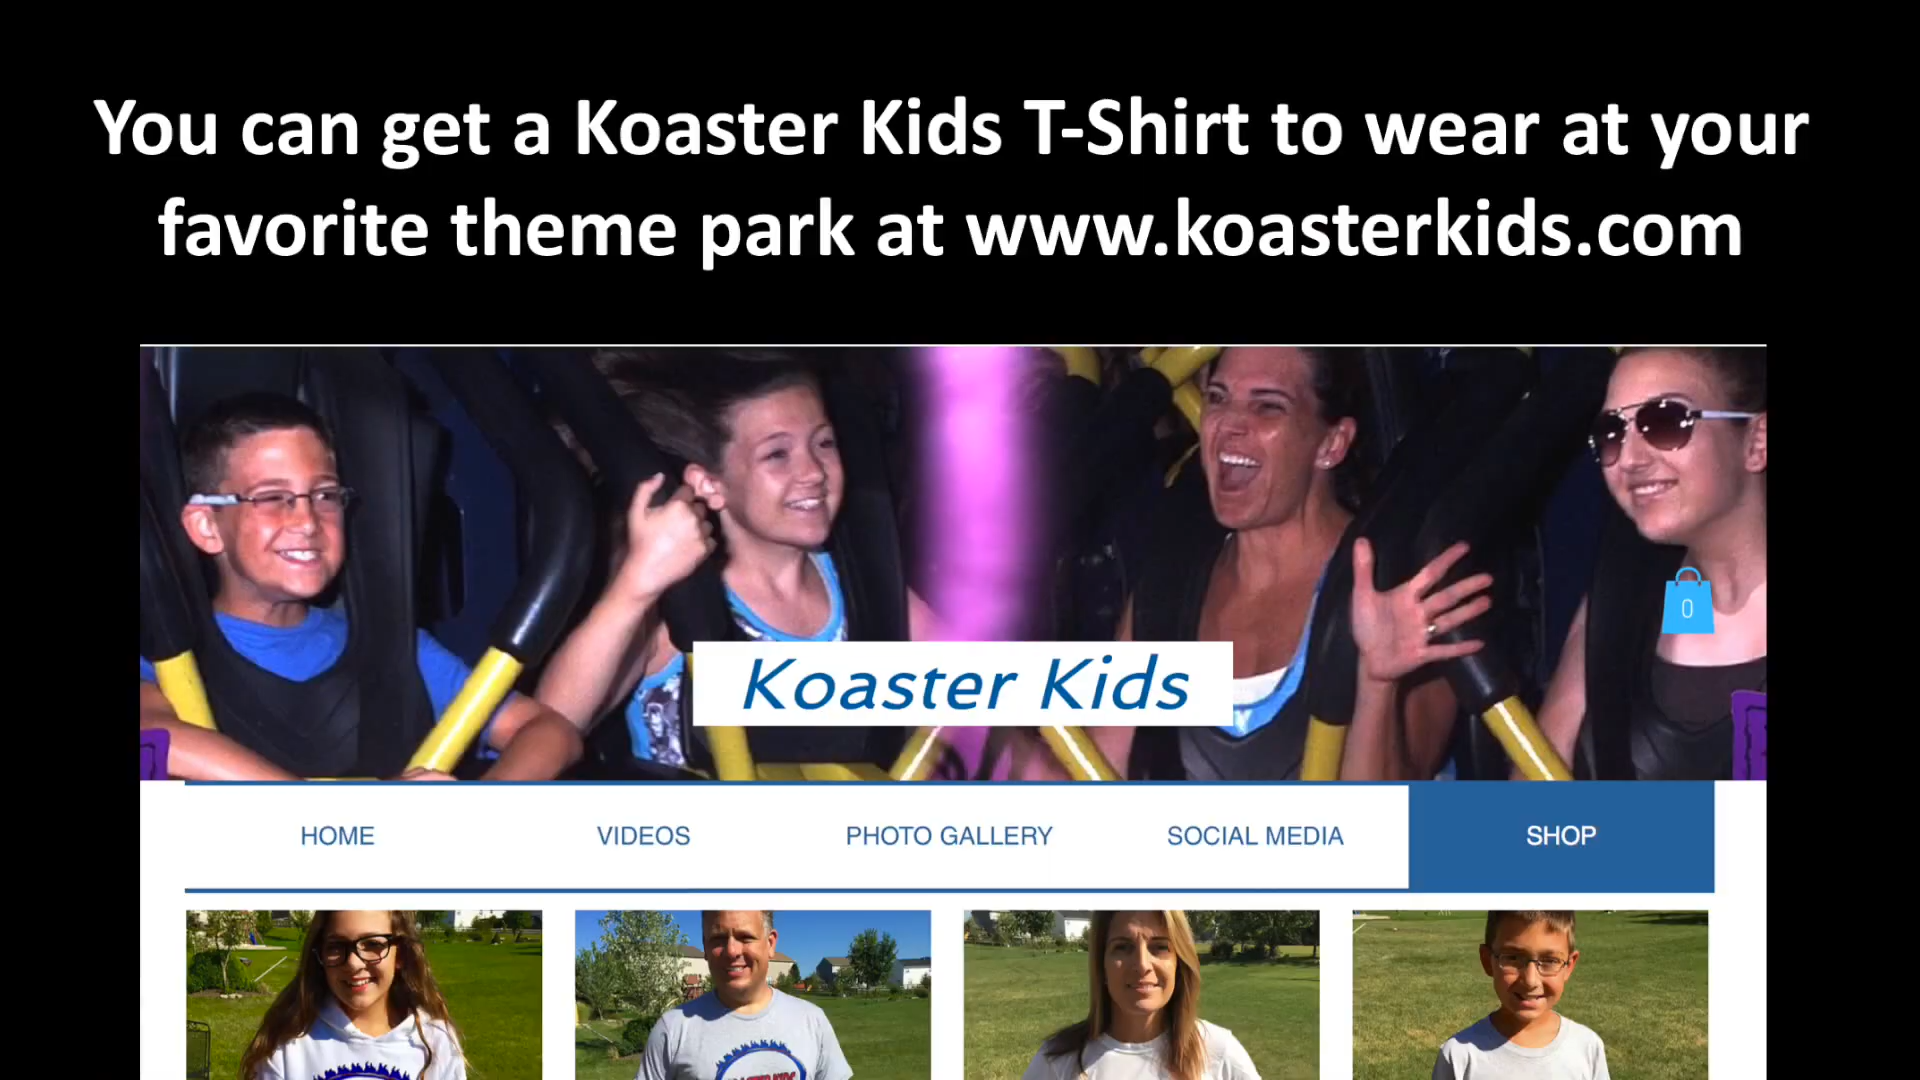 You can get a Koaster Kids T-Shirt to wear at your
favorite theme park at www.koasterkids.com
0
Koaster Kids
HOME VIDEOS PHOTO GALLERY SOCIAL MEDIA SHOP